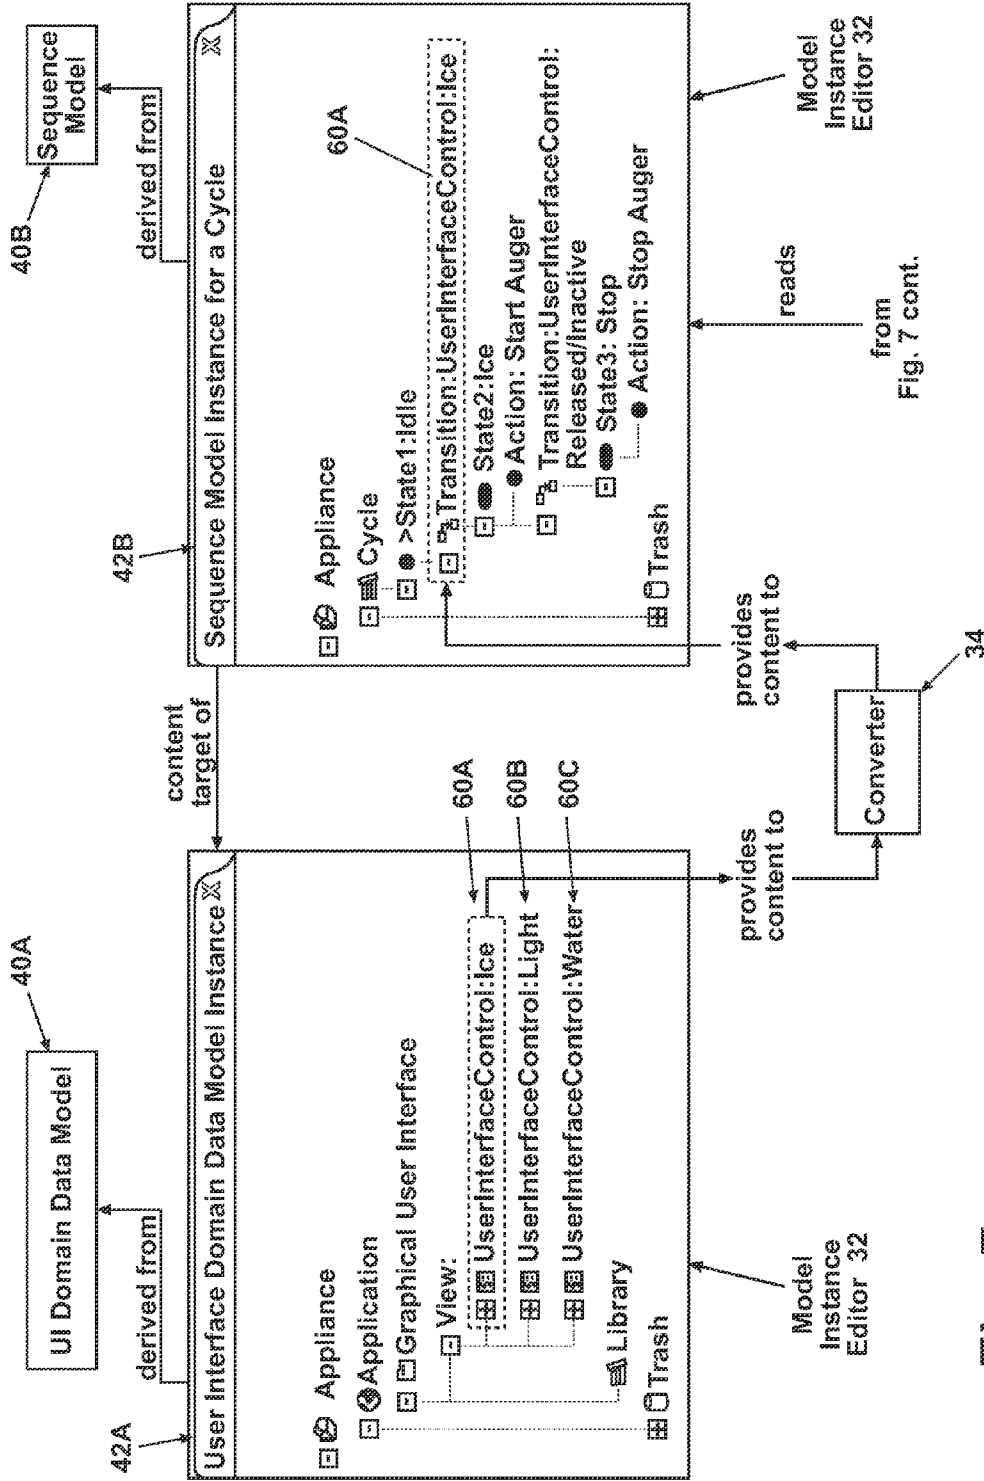 40A
UI Domain Data Model
derived from
42A
User Interface Domain Data Model Instance X
Appliance
Application
Graphical User Interface
View:
UserInterfaceControl:Ice
UserInterfaceControl:Light
UserInterfaceControl:Water
Library
Trash
60A
60B
60C
Model
Instance
Editor 32
provides
content to
Converter
34
provides
content to
content
target of
40B
Sequence
Model
derived from
42B
Sequence Model Instance for a Cycle X
Appliance
Cycle
>State1:Idle
Transition:UserInterfaceControl:Ice
State2:Ice
Action: Start Auger
Transition:UserInterfaceControl:
Released/Inactive
State3: Stop
Action: Stop Auger
Trash
60A
Model
Instance
Editor 32
reads
from
Fig. 7 cont.